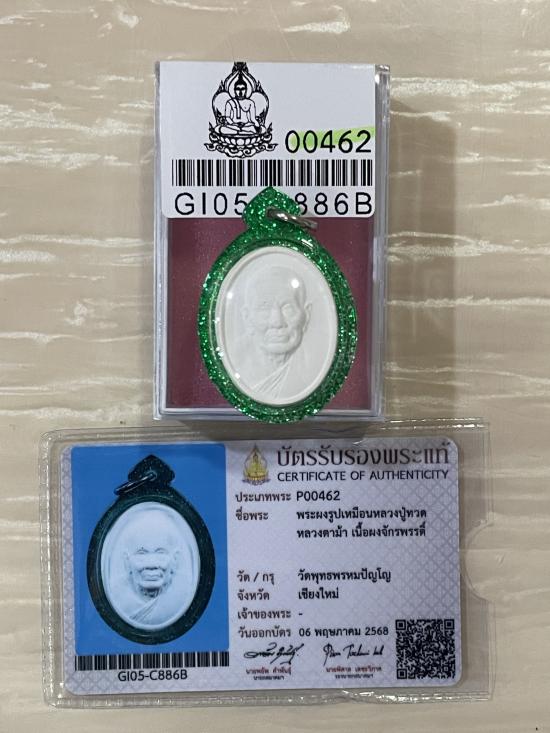 00462
GI05-C886B
บัตรรับรองพระแท้
CERTIFICATE OF AUTHENTICITY
ประเภทพระ P00462
ชื่อพระ พระผงรูปเหมือนหลวงปู่ทวด
หลวงตาม้า เนื้อผงจักรพรรดิ์
วัด / กรุ วัดพุทธพรหมปัญโญ
จังหวัด เชียงใหม่
เจ้าของพระ -
วันออกบัตร 06 พฤษภาคม 2568
GI05-C886B